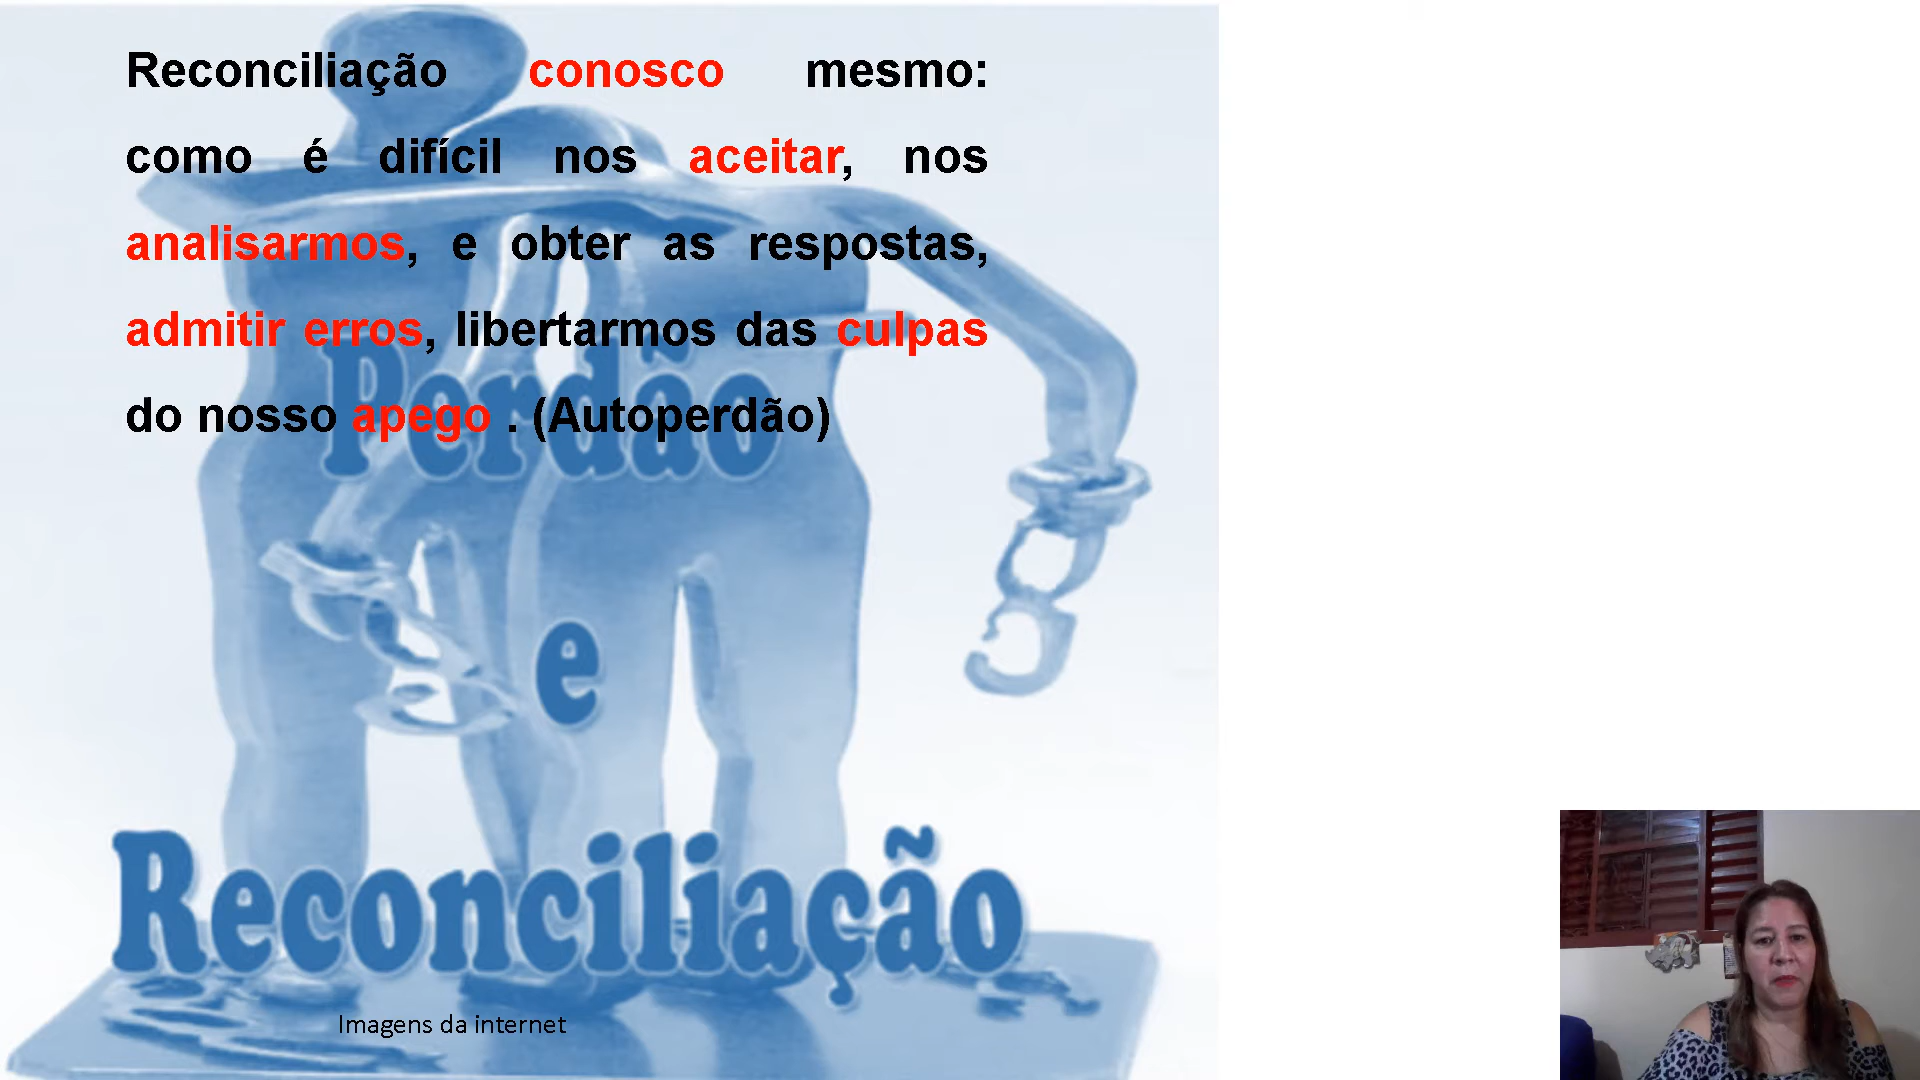 Reconciliação conosco mesmo:
como é difícil nos aceitar, nos
analisarmos, e obter as respostas,
admitir erros, libertarmos das culpas
do nosso apego . (Autoperdão)
Perdão
e
Reconciliação
Imagens da internet